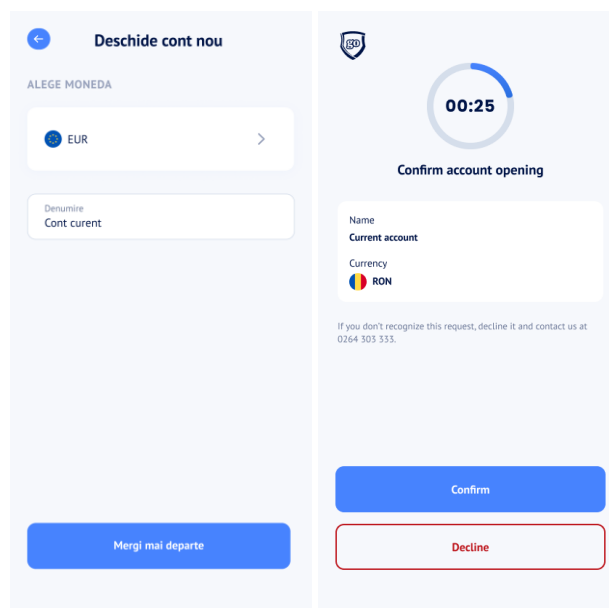 Deschide cont nou
ALEGE MONEDA
EUR
Denumire
Cont curent
Mergi mai departe
go
00:25
Confirm account opening
Name
Current account
Currency
RON
If you don't recognize this request, decline it and contact us at
0264 303 333.
Confirm
Decline